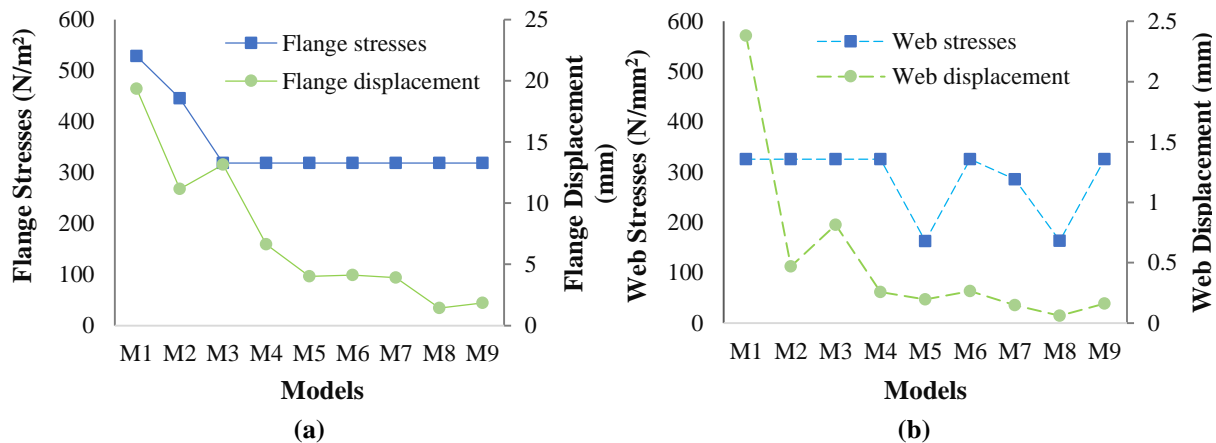 600
500
400
300
200
100
0
Flange Stresses (N/m²)
Flange stresses
Flange displacement
25
20
15
10
5
0
Flange Displacement
(mm)
M1 M2 M3 M4 M5 M6 M7 M8 M9
Models
(a)
600
500
400
300
200
100
0
Web Stresses (N/mm²)
Web stresses
Web displacement
2.5
2
1.5
1
0.5
0
Web Displacement (mm)
M1 M2 M3 M4 M5 M6 M7 M8 M9
Models
(b)